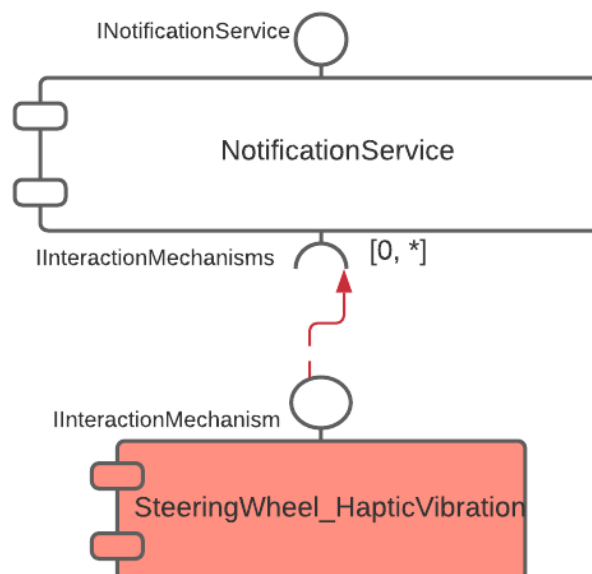 INotificationService
NotificationService
IInteractionMechanisms
[0, *]
IInteractionMechanism
SteeringWheel_HapticVibration